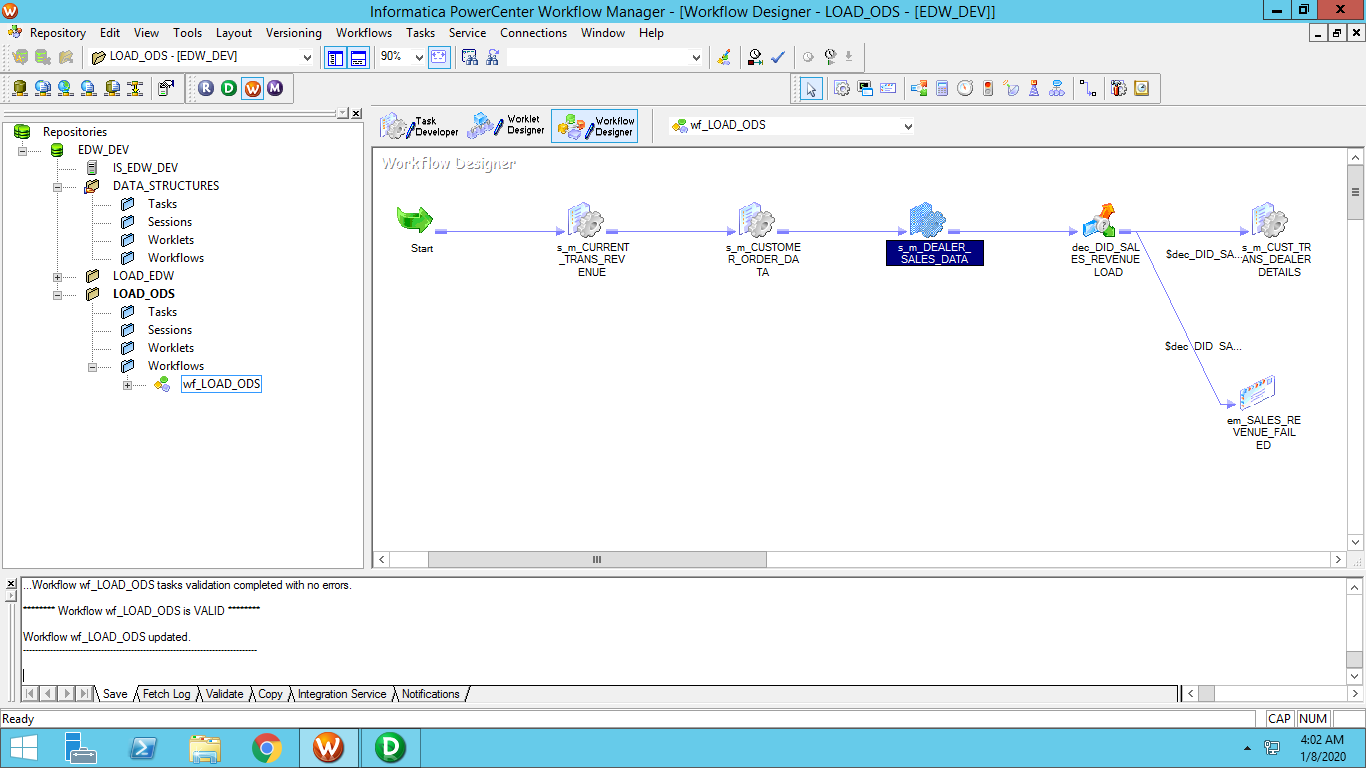 Informatica PowerCenter Workflow Manager - [Workflow Designer - LOAD_ODS - [EDW_DEV]]
Repository Edit View Tools Layout Versioning Workflows Tasks Service Connections Window Help
LOAD_ODS - [EDW_DEV]
90%
R D W M
Task Developer
Worklet Designer
Workflow Designer
wf_LOAD_ODS
Repositories
EDW_DEV
IS_EDW_DEV
DATA_STRUCTURES
Tasks
Sessions
Worklets
Workflows
LOAD_EDW
LOAD_ODS
Tasks
Sessions
Worklets
Workflows
wf_LOAD_ODS
Workflow Designer
Start
s_m_CURRENT
_TRANS_REV
ENUE
s_m_CUSTOME
R_ORDER_DA
TA
s_m_DEALER_
SALES_DATA
dec_DID_SAL
ES_REVENUE
LOAD
$dec_DID_SA...
s_m_CUST_TR
ANS_DEALER
DETAILS
$dec_DID_SA...
em_SALES_RE
VENUE_FAIL
ED
...Workflow wf_LOAD_ODS tasks validation completed with no errors.
******** Workflow wf_LOAD_ODS is VALID ********
Workflow wf_LOAD_ODS updated.
Save Fetch Log Validate Copy Integration Service Notifications
Ready
CAP NUM
W D
4:02 AM
1/8/2020